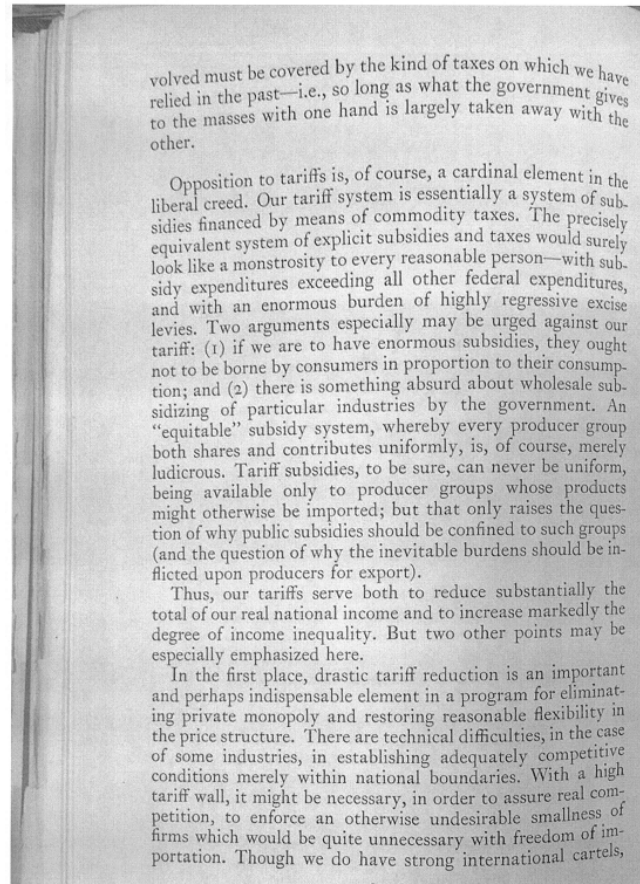 volved must be covered by the kind of taxes on which we have
relied in the past—i.e., so long as what the government gives
to the masses with one hand is largely taken away with the
other.
Opposition to tariffs is, of course, a cardinal element in the
liberal creed. Our tariff system is essentially a system of sub-
sidies financed by means of commodity taxes. The precisely
equivalent system of explicit subsidies and taxes would surely
look like a monstrosity to every reasonable person—with sub-
sidy expenditures exceeding all other federal expenditures,
and with an enormous burden of highly regressive excise
levies. Two arguments especially may be urged against our
tariff: (1) if we are to have enormous subsidies, they ought
not to be borne by consumers in proportion to their consump-
tion; and (2) there is something absurd about wholesale sub-
sidizing of particular industries by the government. An
“equitable” subsidy system, whereby every producer group
both shares and contributes uniformly, is, of course, merely
ludicrous. Tariff subsidies, to be sure, can never be uniform,
being available only to producer groups whose products
might otherwise be imported; but that only raises the ques-
tion of why public subsidies should be confined to such groups
(and the question of why the inevitable burdens should be in-
flicted upon producers for export).
Thus, our tariffs serve both to reduce substantially the
total of our real national income and to increase markedly the
degree of income inequality. But two other points may be
especially emphasized here.
In the first place, drastic tariff reduction is an important
and perhaps indispensable element in a program for eliminat-
ing private monopoly and restoring reasonable flexibility in
the price structure. There are technical difficulties, in the case
of some industries, in establishing adequately competitive
conditions merely within national boundaries. With a high
tariff wall, it might be necessary, in order to assure real com-
petition, to enforce an otherwise undesirable smallness of
firms which would be quite unnecessary with freedom of im-
portation. Though we do have strong international cartels,